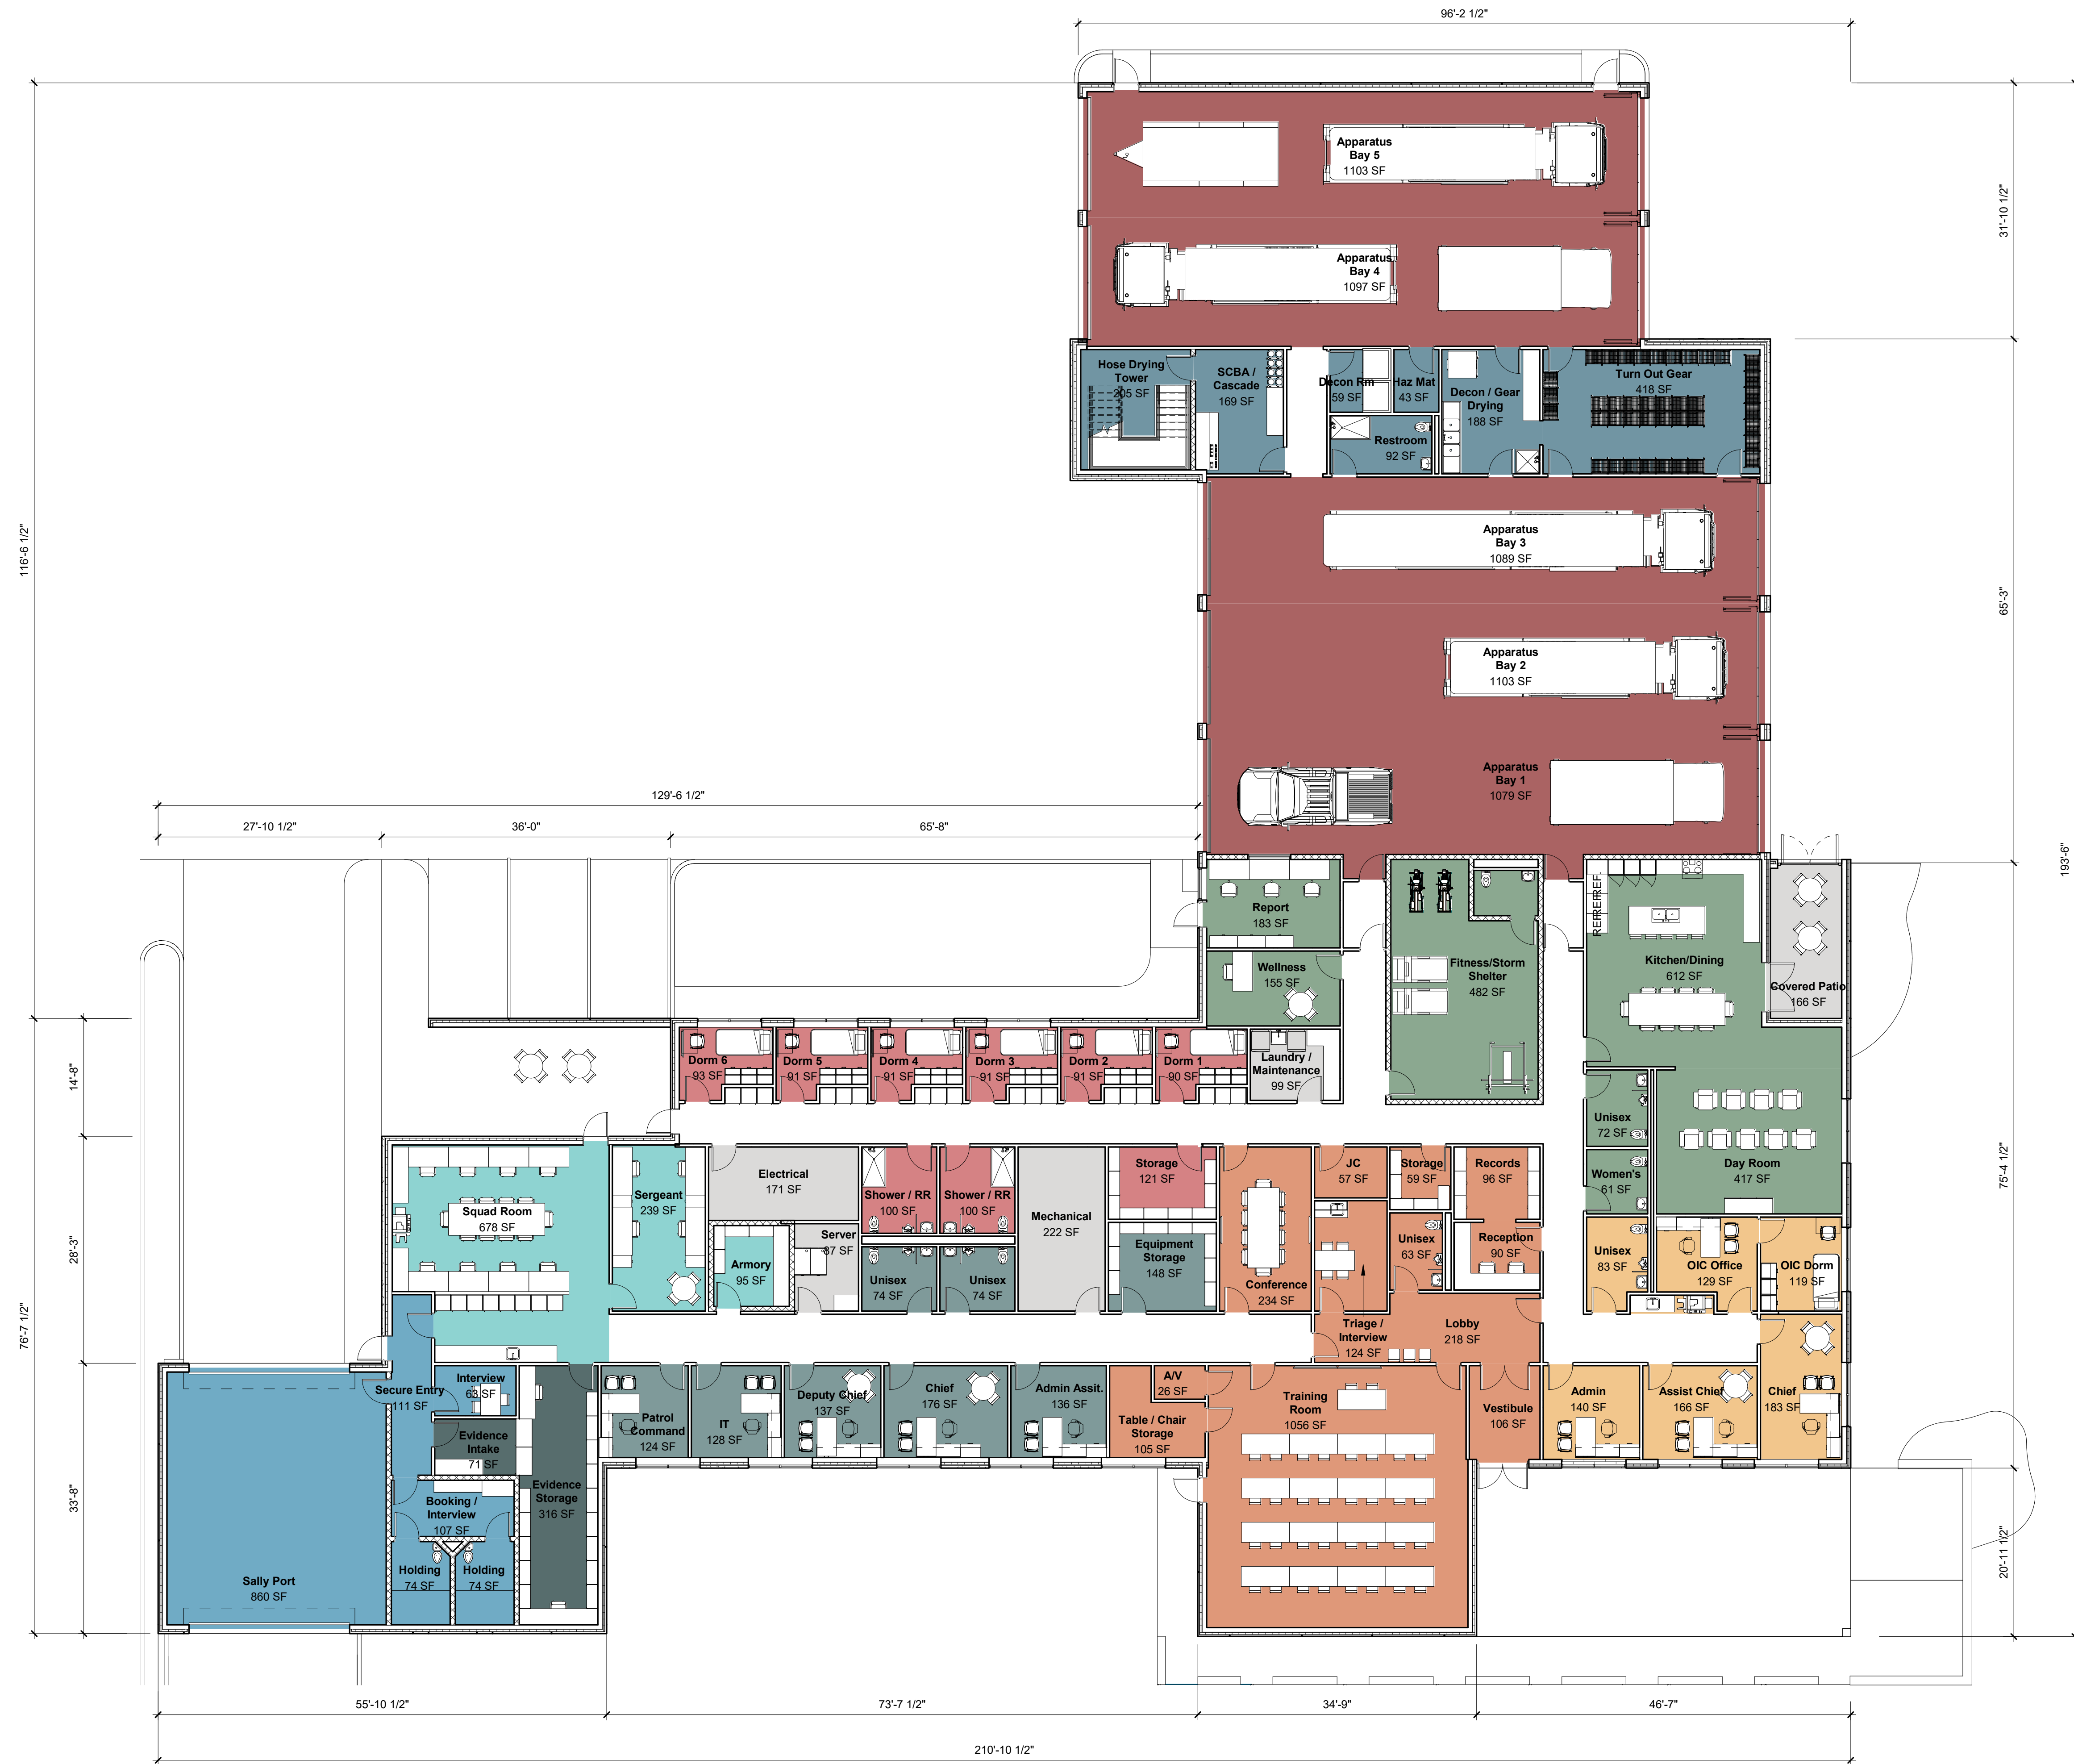 96'-2 1/2"
Apparatus
Bay 5
1103 SF
31'-10 1/2"
Apparatus
Bay 4
1097 SF
Hose Drying
Tower
205 SF
SCBA /
Cascade
169 SF
Decon Rm
59 SF
Haz Mat
43 SF
Decon / Gear
Drying
188 SF
Turn Out Gear
418 SF
Restroom
92 SF
116'-6 1/2"
Apparatus
Bay 3
1089 SF
65'-3"
Apparatus
Bay 2
1103 SF
Apparatus
Bay 1
1079 SF
129'-6 1/2"
27'-10 1/2"
36'-0"
65'-8"
193'-6"
Report
183 SF
REF.
REF.
REF.
Wellness
155 SF
Fitness/Storm
Shelter
482 SF
Kitchen/Dining
612 SF
Covered Patio
166 SF
14'-8"
Dorm 6
93 SF
Dorm 5
91 SF
Dorm 4
91 SF
Dorm 3
91 SF
Dorm 2
91 SF
Dorm 1
90 SF
Laundry /
Maintenance
99 SF
Unisex
72 SF
Day Room
417 SF
75'-4 1/2"
Women's
61 SF
Squad Room
678 SF
Sergeant
239 SF
Electrical
171 SF
Shower / RR
100 SF
Shower / RR
100 SF
Mechanical
222 SF
Storage
121 SF
JC
57 SF
Storage
59 SF
Records
96 SF
28'-3"
Armory
95 SF
Server
87 SF
Unisex
74 SF
Unisex
74 SF
Equipment
Storage
148 SF
Conference
234 SF
Unisex
63 SF
Reception
90 SF
Unisex
83 SF
OIC Office
129 SF
OIC Dorm
119 SF
76'-7 1/2"
Triage /
Interview
124 SF
Lobby
218 SF
Secure Entry
111 SF
Interview
63 SF
Evidence
Intake
71 SF
Patrol
Command
124 SF
IT
128 SF
Deputy Chief
137 SF
Chief
176 SF
Admin Assit.
136 SF
A/V
26 SF
Table / Chair
Storage
105 SF
Training
Room
1056 SF
Vestibule
106 SF
Admin
140 SF
Assist Chief
166 SF
Chief
183 SF
33'-8"
Evidence
Storage
316 SF
Booking /
Interview
107 SF
Holding
74 SF
Holding
74 SF
Sally Port
860 SF
20'-11 1/2"
55'-10 1/2"
73'-7 1/2"
34'-9"
46'-7"
210'-10 1/2"